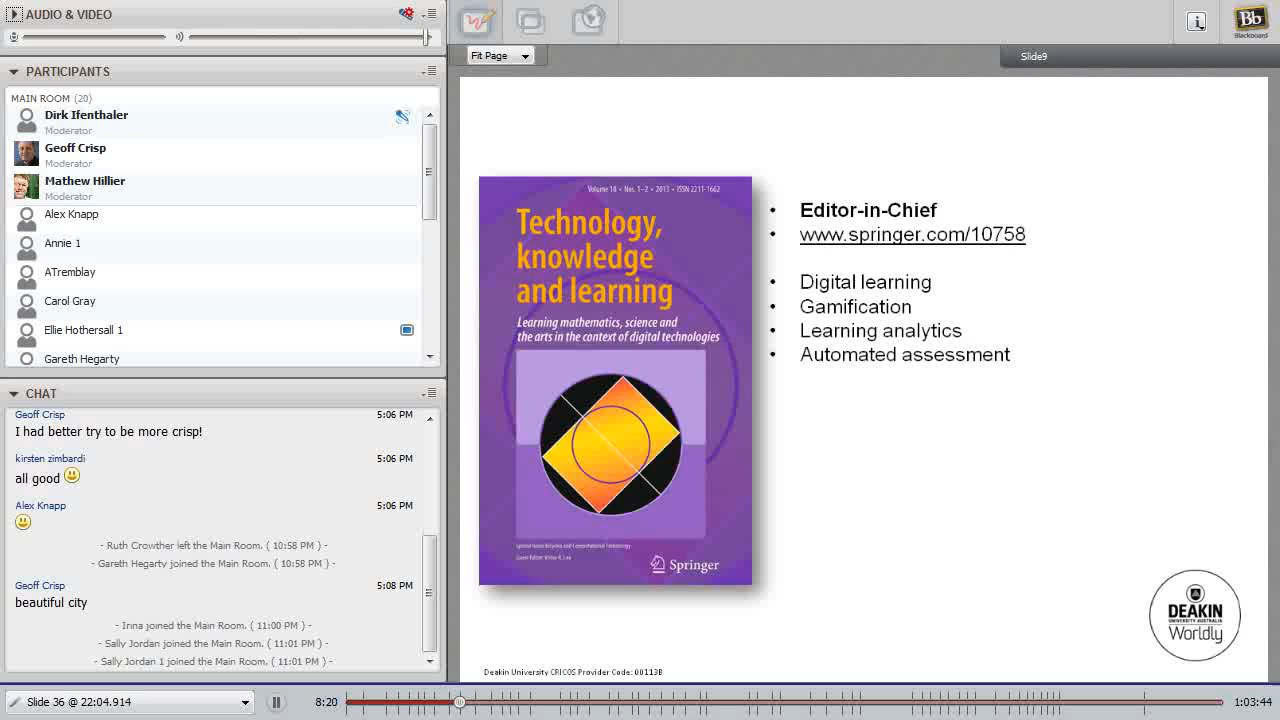 AUDIO & VIDEO
PARTICIPANTS
MAIN ROOM (20)
Dirk Ifenthaler
Moderator
Geoff Crisp
Moderator
Mathew Hillier
Moderator
Alex Knapp
Annie 1
ATremblay
Carol Gray
Ellie Hothersall 1
Gareth Hegarty
CHAT
Geoff Crisp 5:06 PM
I had better try to be more crisp!
kirsten zimbardi 5:06 PM
all good
Alex Knapp 5:06 PM
- Ruth Crowther left the Main Room. ( 10:58 PM ) -
Hegarty joined the Main Room. ( 10:58 PM ) -
Geoff Crisp 5:08 PM
beautiful city
- Irina joined the Main Room. ( 11:00 PM ) -
- Sally Jordan joined the Main Room. ( 11:01 PM ) -
- Sally Jordan 1 joined the Main Room. ( 11:01 PM ) -
Bb
Blackboard
Fit Page
Slide9
Volume 18 • Nos. 1–2 • 2013 • ISSN 2211-1662
Technology,
knowledge
and learning
Learning mathematics, science and
the arts in the context of digital technologies
Springer
• Editor-in-Chief
• www.springer.com/10758
• Digital learning
• Gamification
• Learning analytics
• Automated assessment
DEAKIN
UNIVERSITY AUSTRALIA
Worldly
Deakin University CRICOS Provider Code: 00113B
Slide 36 @ 22:04.914
8:20
1:03:44